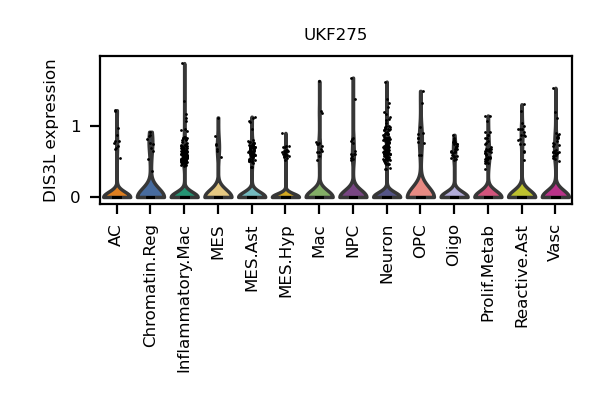 UKF275
DIS3L expression
1
0
AC
Chromatin.Reg
Inflammatory.Mac
MES
MES.Ast
MES.Hyp
Mac
NPC
Neuron
OPC
Oligo
Prolif.Metab
Reactive.Ast
Vasc